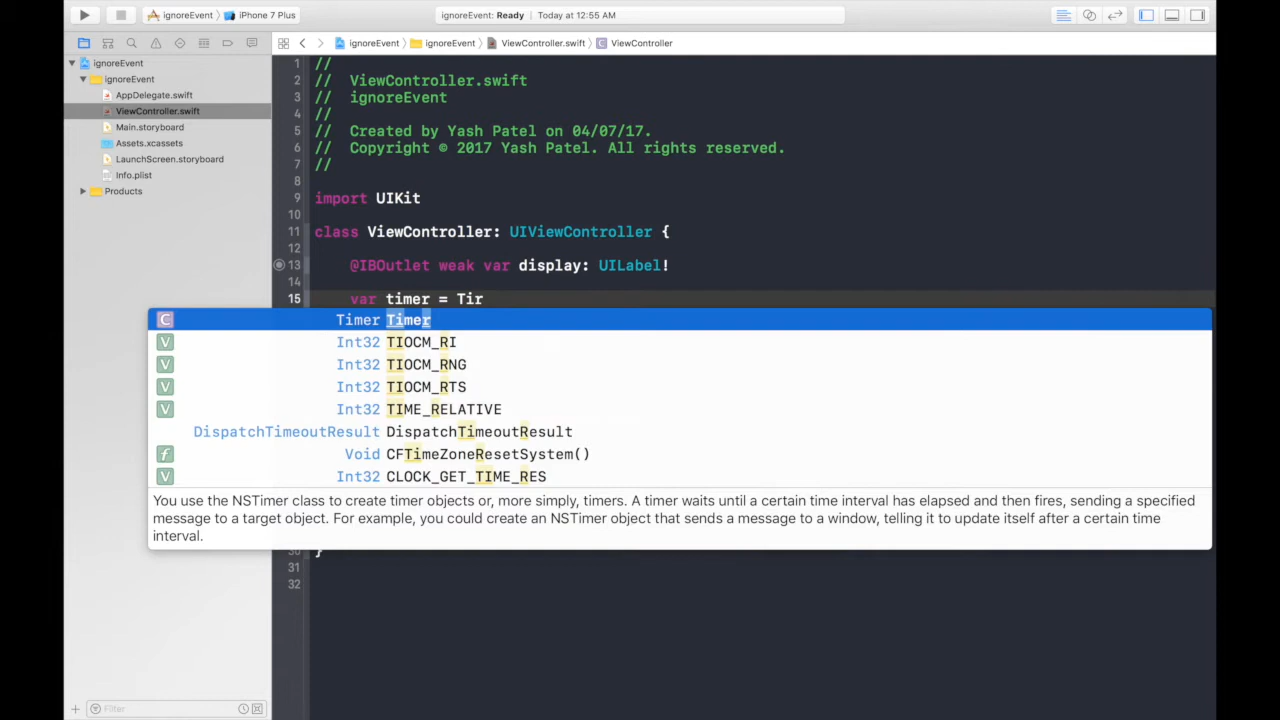 ignoreEvent
iPhone 7 Plus
ignoreEvent: Ready
Today at 12:55 AM
ignoreEvent
ignoreEvent
ViewController.swift
ViewController
ignoreEvent
ignoreEvent
AppDelegate.swift
ViewController.swift
Main.storyboard
Assets.xcassets
LaunchScreen.storyboard
Info.plist
Products
1 //
2 // ViewController.swift
3 // ignoreEvent
4 //
5 // Created by Yash Patel on 04/07/17.
6 // Copyright © 2017 Yash Patel. All rights reserved.
7 //
8
9 import UIKit
10
11 class ViewController: UIViewController {
12
13 @IBOutlet weak var display: UILabel!
14
15 var timer = Tir
C Timer Timer
V Int32 TIOCM_RI
V Int32 TIOCM_RNG
V Int32 TIOCM_RTS
V Int32 TIME_RELATIVE
DispatchTimeoutResult DispatchTimeoutResult
f Void CFTimeZoneResetSystem()
V Int32 CLOCK_GET_TIME_RES
You use the NSTimer class to create timer objects or, more simply, timers. A timer waits until a certain time interval has elapsed and then fires, sending a specified
message to a target object. For example, you could create an NSTimer object that sends a message to a window, telling it to update itself after a certain time
interval.
30 }
31
32
Filter